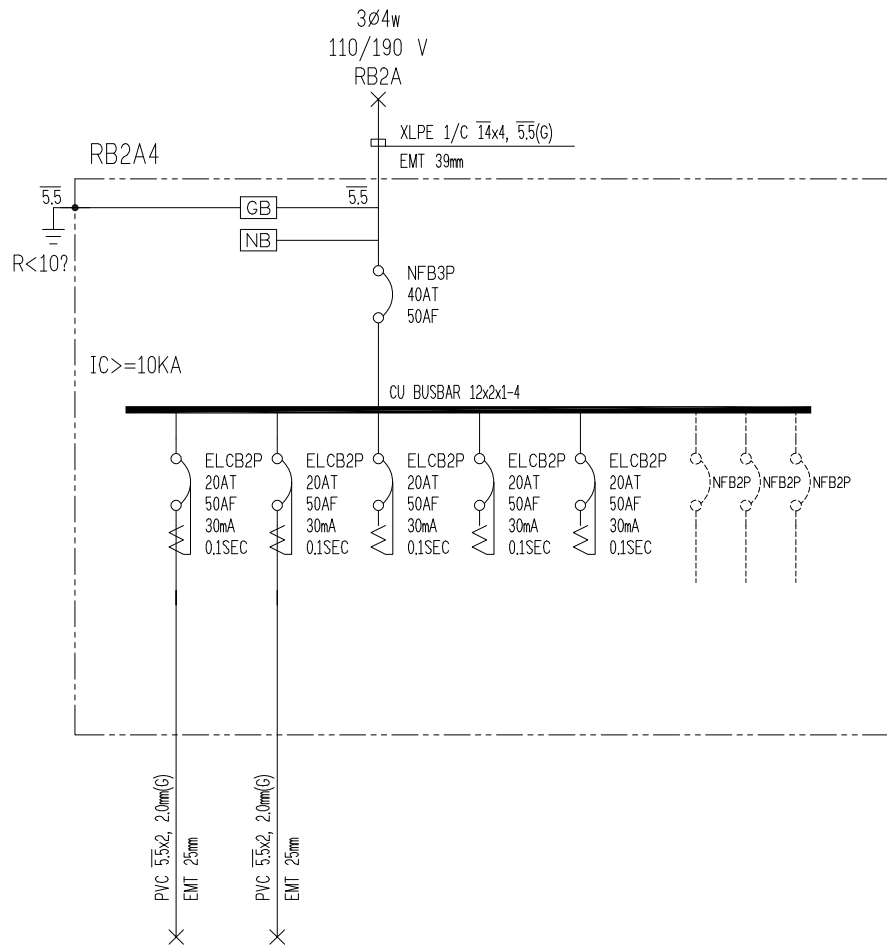 3Ø4w
110/190 V
RB2A
XLPE 1/C 14x4, 5.5(G)
EMT 39mm
RB2A4
5.5
GB
5.5
NB
R<10?
NFB3P
40AT
50AF
IC>=10KA
CU BUSBAR 12x2x1-4
ELCB2P
20AT
50AF
30mA
0.1SEC
ELCB2P
20AT
50AF
30mA
0.1SEC
ELCB2P
20AT
50AF
30mA
0.1SEC
ELCB2P
20AT
50AF
30mA
0.1SEC
ELCB2P
20AT
50AF
30mA
0.1SEC
NFB2P
NFB2P
NFB2P
PVC 5.5x2, 2.0mm(G)
EMT 25mm
PVC 5.5x2, 2.0mm(G)
EMT 25mm